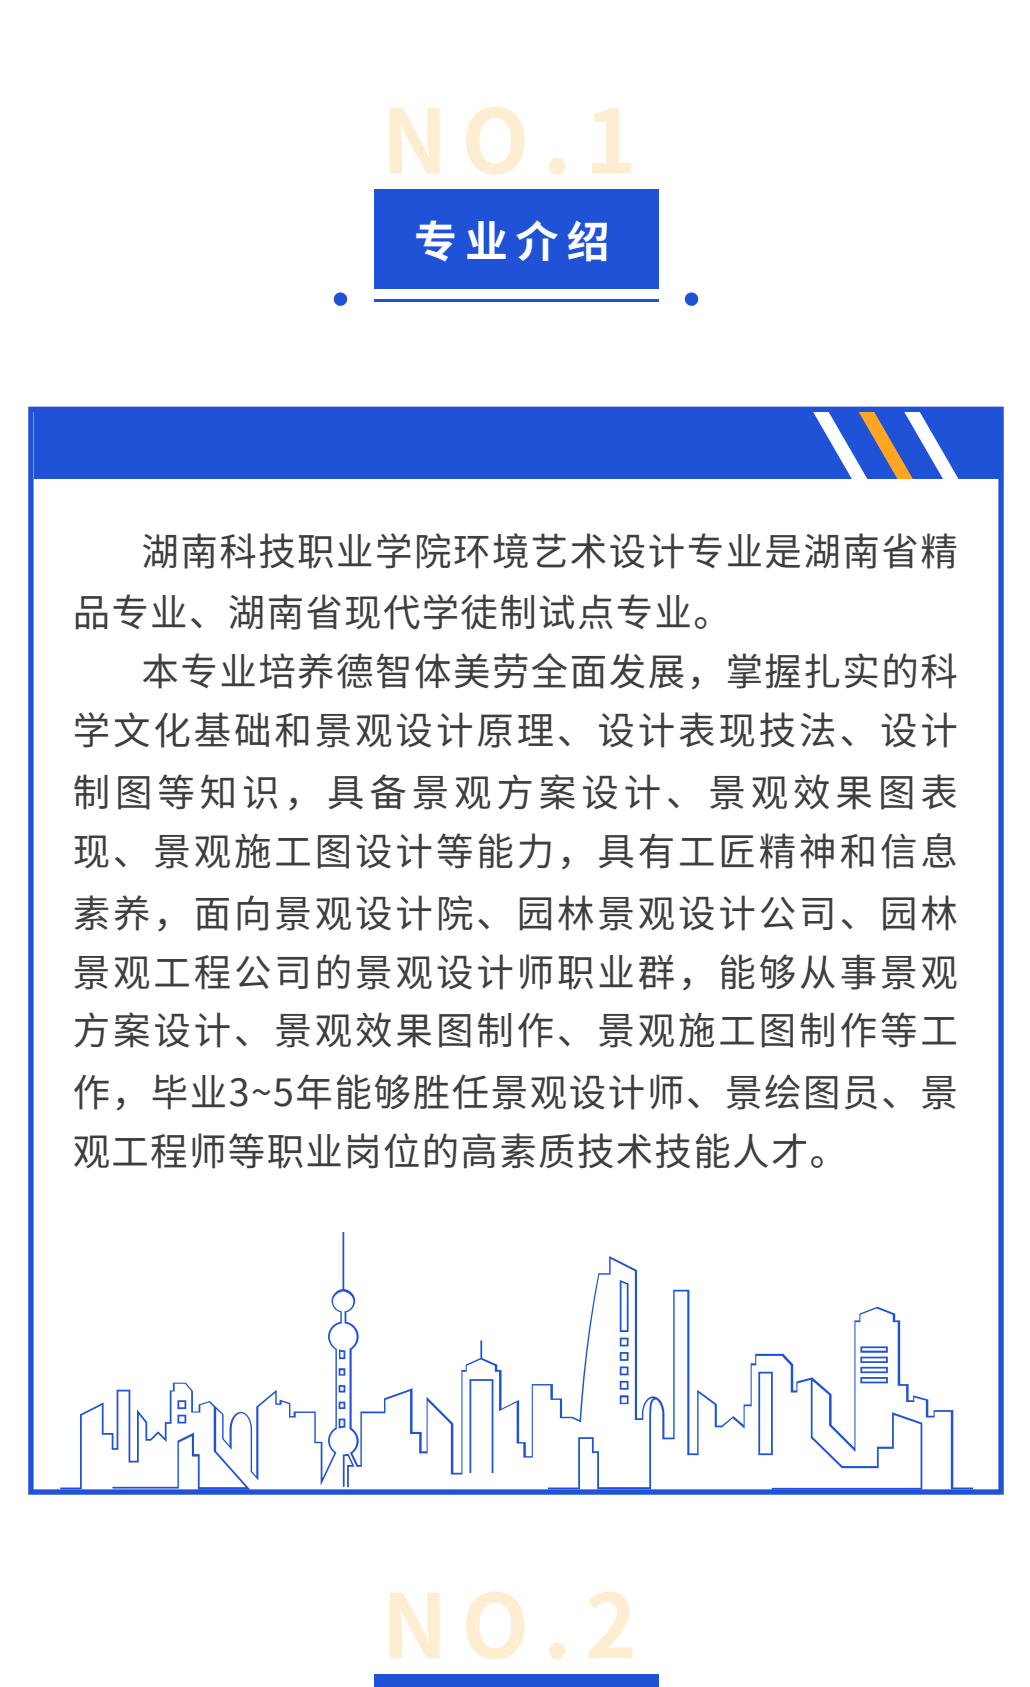 NO.1
专业介绍
湖南科技职业学院环境艺术设计专业是湖南省精
品专业、湖南省现代学徒制试点专业。
本专业培养德智体美劳全面发展，掌握扎实的科
学文化基础和景观设计原理、设计表现技法、设计
制图等知识，具备景观方案设计、景观效果图表
现、景观施工图设计等能力，具有工匠精神和信息
素养，面向景观设计院、园林景观设计公司、园林
景观工程公司的景观设计师职业群，能够从事景观
方案设计、景观效果图制作、景观施工图制作等工
作，毕业3~5年能够胜任景观设计师、景绘图员、景
观工程师等职业岗位的高素质技术技能人才。
NO.2